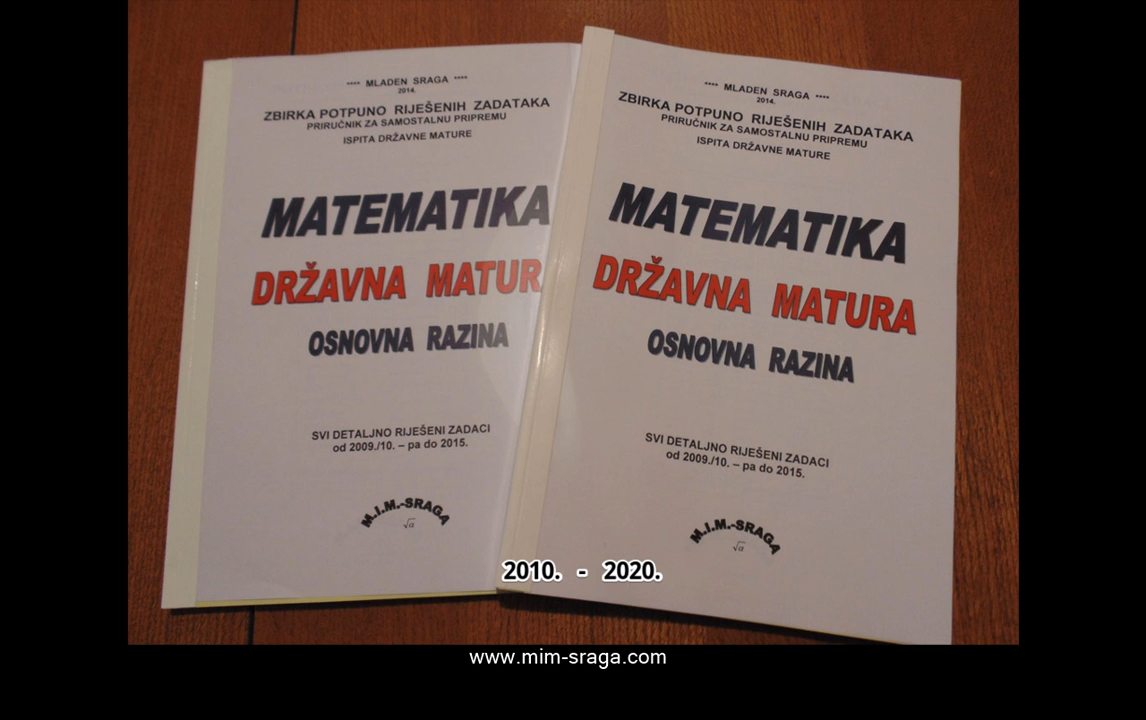 **** MLADEN SRAGA ****
2014.
ZBIRKA POTPUNO RIJEŠENIH ZADATAKA
PRIRUČNIK ZA SAMOSTALNU PRIPREMU
ISPITA DRŽAVNE MATURE
MATEMATIKA
DRŽAVNA MATUR
OSNOVNA RAZINA
SVI DETALJNO RIJEŠENI ZADACI
od 2009./10. – pa do 2015.
M.I.M.-SRAGA
√a
**** MLADEN SRAGA ****
2014.
ZBIRKA POTPUNO RIJEŠENIH ZADATAKA
PRIRUČNIK ZA SAMOSTALNU PRIPREMU
ISPITA DRŽAVNE MATURE
MATEMATIKA
DRŽAVNA MATURA
OSNOVNA RAZINA
SVI DETALJNO RIJEŠENI ZADACI
od 2009./10. – pa do 2015.
M.I.M.-SRAGA
√a
2010. - 2020.
www.mim-sraga.com